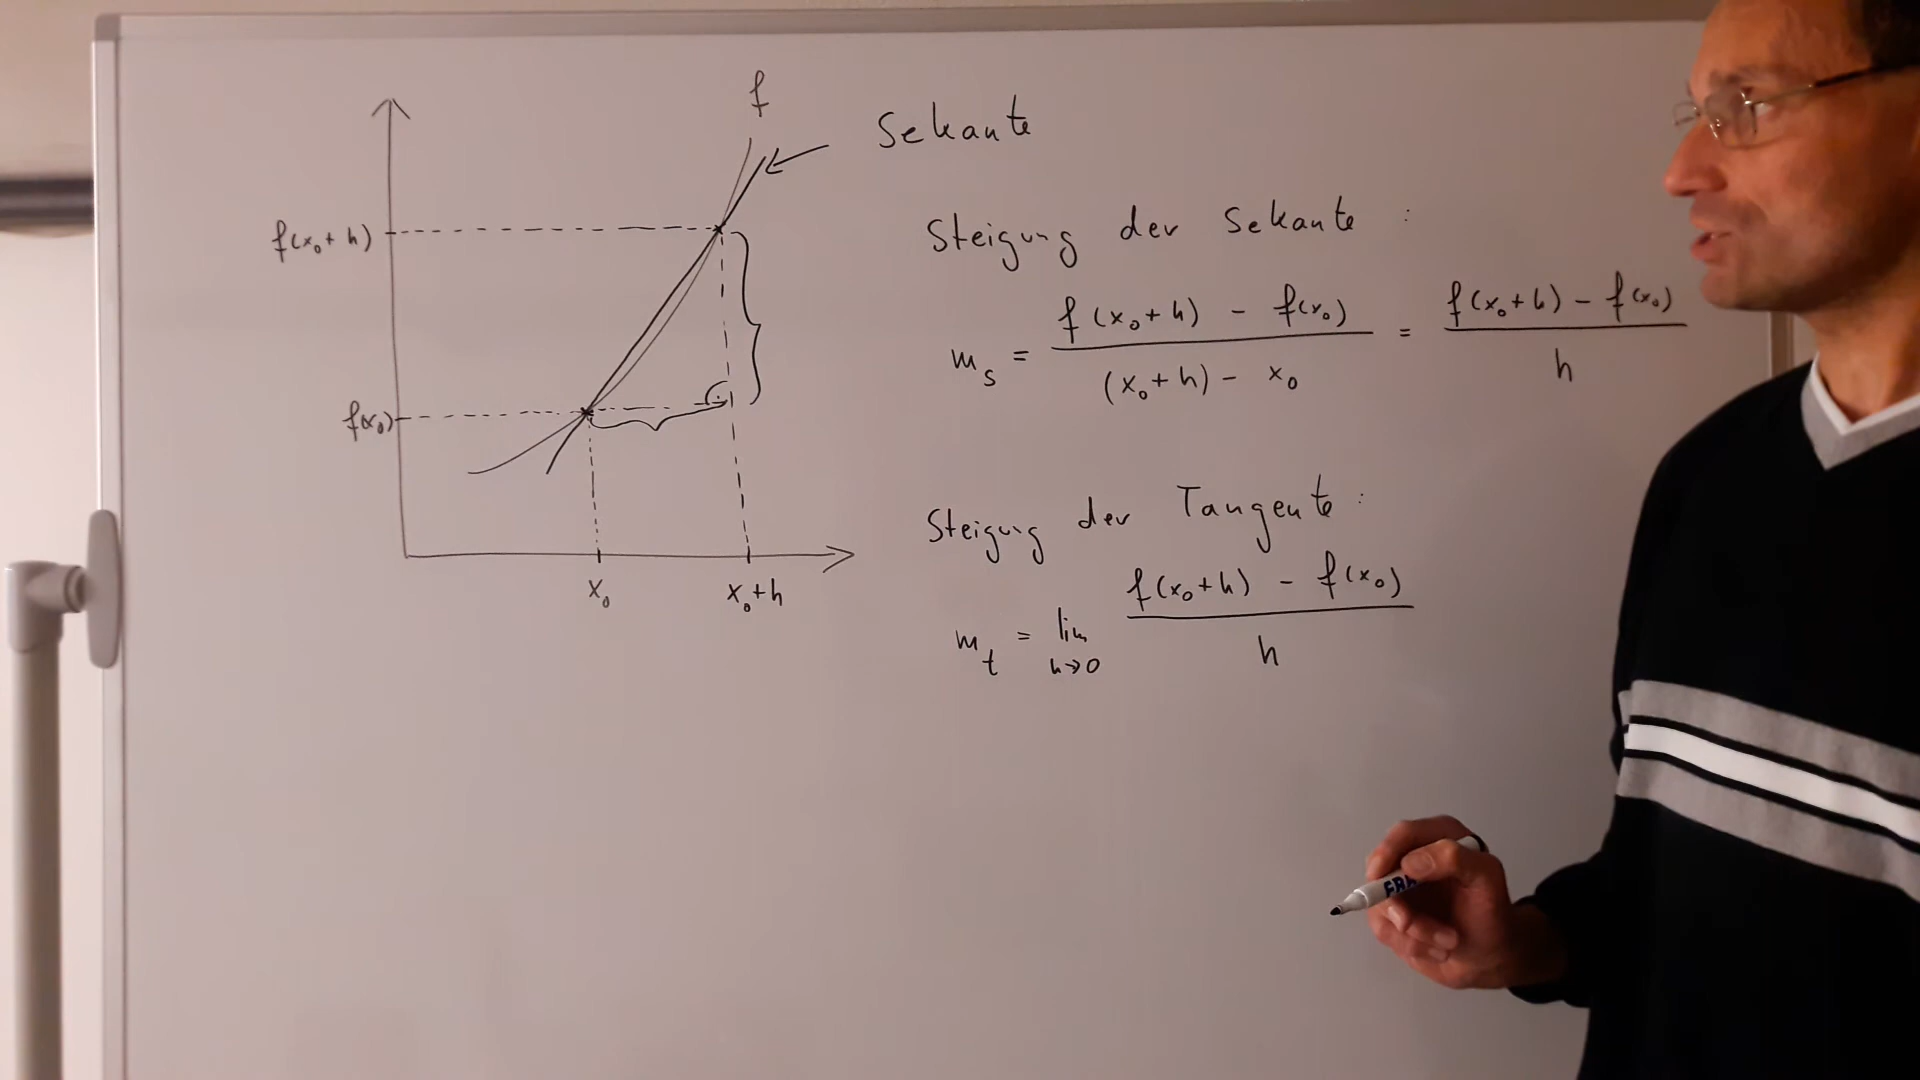 f
Sekante
f(x₀+h)
Steigung der Sekante :
m_s = f(x₀+h) - f(x₀) / (x₀+h) - x₀ = f(x₀+h) - f(x₀) / h
f(x₀)
Steigung der Tangente :
x₀ x₀+h
m_t = lim h→0 f(x₀+h) - f(x₀) / h